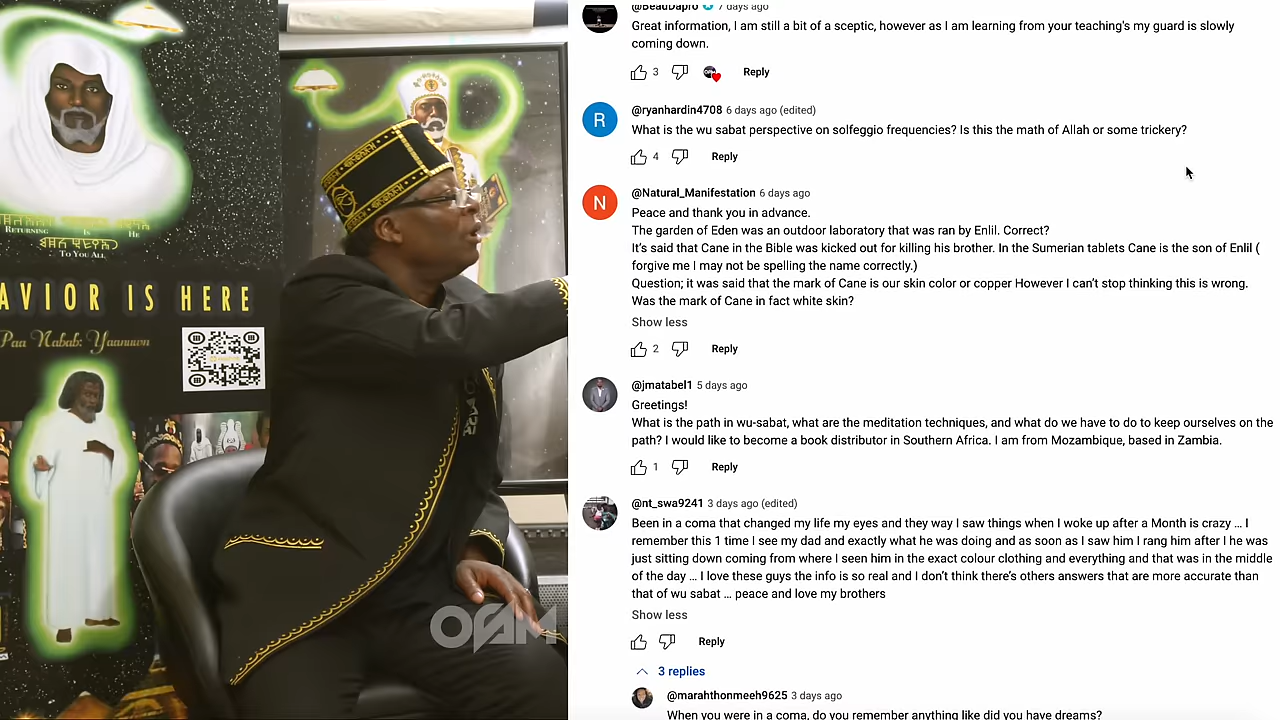 RETURNING IS HE
TO YOU ALL
AVIOR IS HERE
Paa Nabab: Yaanuwn
OGM
@BeauDapro 7 days ago
Great information, I am still a bit of a sceptic, however as I am learning from your teaching's my guard is slowly
coming down.
3 Reply
R
@ryanhardin4708 6 days ago (edited)
What is the wu sabat perspective on solfeggio frequencies? Is this the math of Allah or some trickery?
4 Reply
N
@Natural_Manifestation 6 days ago
Peace and thank you in advance.
The garden of Eden was an outdoor laboratory that was ran by Enlil. Correct?
It's said that Cane in the Bible was kicked out for killing his brother. In the Sumerian tablets Cane is the son of Enlil (
forgive me I may not be spelling the name correctly.)
Question; it was said that the mark of Cane is our skin color or copper However I can't stop thinking this is wrong.
Was the mark of Cane in fact white skin?
Show less
2 Reply
@jmatabel1 5 days ago
Greetings!
What is the path in wu-sabat, what are the meditation techniques, and what do we have to do to keep ourselves on the
path? I would like to become a book distributor in Southern Africa. I am from Mozambique, based in Zambia.
1 Reply
@nt_swa9241 3 days ago (edited)
Been in a coma that changed my life my eyes and they way I saw things when I woke up after a Month is crazy … I
remember this 1 time I see my dad and exactly what he was doing and as soon as I saw him I rang him after I he was
just sitting down coming from where I seen him in the exact colour clothing and everything and that was in the middle
of the day … I love these guys the info is so real and I don't think there's others answers that are more accurate than
that of wu sabat … peace and love my brothers
Show less
Reply
3 replies
@marahthonmeeh9625 3 days ago
When you were in a coma, do you remember anything like did you have dreams?